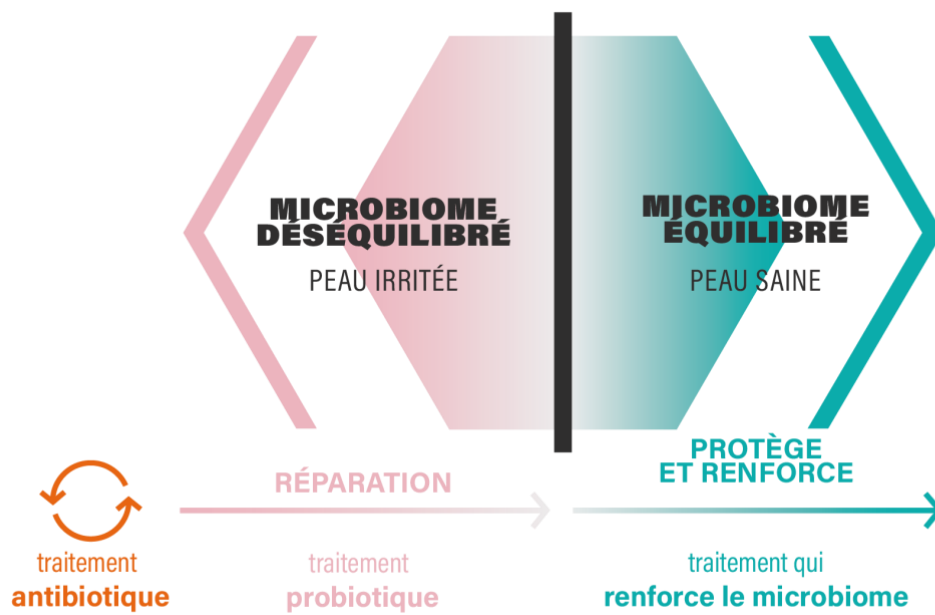 MICROBIOME
DÉSÉQUILIBRÉ
PEAU IRRITÉE
MICROBIOME
ÉQUILIBRÉ
PEAU SAINE
RÉPARATION
PROTÈGE
ET RENFORCE
traitement
antibiotique
traitement
probiotique
traitement qui
renforce le microbiome